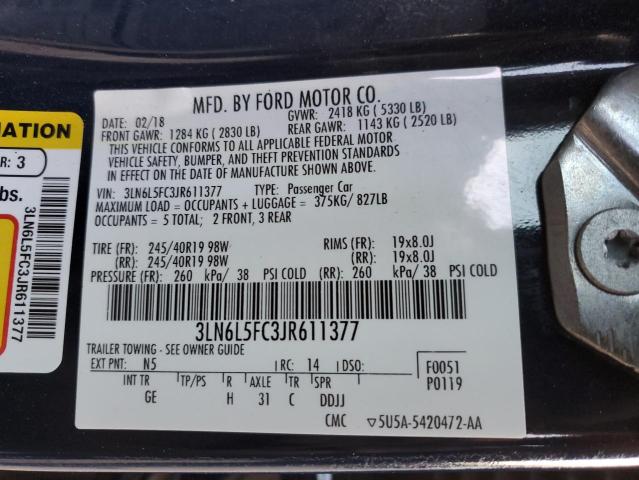 MFD. BY FORD MOTOR CO.
DATE: 02/18 GVWR: 2418 KG ( 5330 LB)
FRONT GAWR: 1284 KG ( 2830 LB) REAR GAWR: 1143 KG ( 2520 LB)
THIS VEHICLE CONFORMS TO ALL APPLICABLE FEDERAL MOTOR
VEHICLE SAFETY, BUMPER, AND THEFT PREVENTION STANDARDS
IN EFFECT ON THE DATE OF MANUFACTURE SHOWN ABOVE.
VIN: 3LN6L5FC3JR611377 TYPE: Passenger Car
MAXIMUM LOAD = OCCUPANTS + LUGGAGE = 375KG/ 827LB
OCCUPANTS = 5 TOTAL; 2 FRONT, 3 REAR
TIRE (FR): 245/40R19 98W RIMS (FR): 19x8.0J
(RR): 245/40R19 98W (RR): 19x8.0J
PRESSURE (FR): 260 kPa/ 38 PSI COLD (RR): 260 kPa/ 38 PSI COLD
3LN6L5FC3JR611377
TRAILER TOWING - SEE OWNER GUIDE
EXT PNT: N5 RC: 14 DSO: F0051
INT TR TP/PS R AXLE TR SPR P0119
GE H 31 C DDJJ
CMC ▽5U5A-5420472-AA
MATION
R: 3
lbs.
3LN6L5FC3JR611377